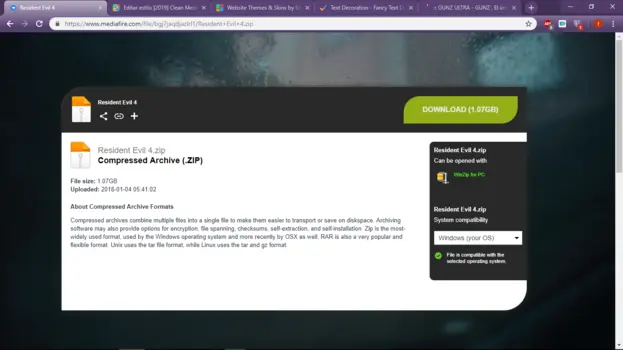 Resident Evil 4
Editar estilo [2019] Clean Media
Website Themes & Skins by St
Text Decoration - Fancy Text St
:: GUNZ ULTRA - GUNZ
https://www.mediafire.com/file/
Resident Evil 4
DOWNLOAD (1.07GB)
Resident Evil 4.zip
Compressed Archive (.ZIP)
File size: 1.07GB
Uploaded: 2018-01-04 05:41:02
About Compressed Archive Formats
Compressed archives combine multiple files into a single file to make them easier to transport or save on diskspace. Archiving
software may also provide options for encryption, file spanning, checksums, self-extraction, and self-installation. Zip is the most-
widely used format, used by the Windows operating system and more recently by OSX as well. RAR is also a very popular and
flexible format. Unix uses the tar file format, while Linux uses the tar and gz format.
Resident Evil 4.zip
Can be opened with
WinZip for PC
Resident Evil 4.zip
System compatibility
Windows (your OS)
File is compatible with the
selected operating system.